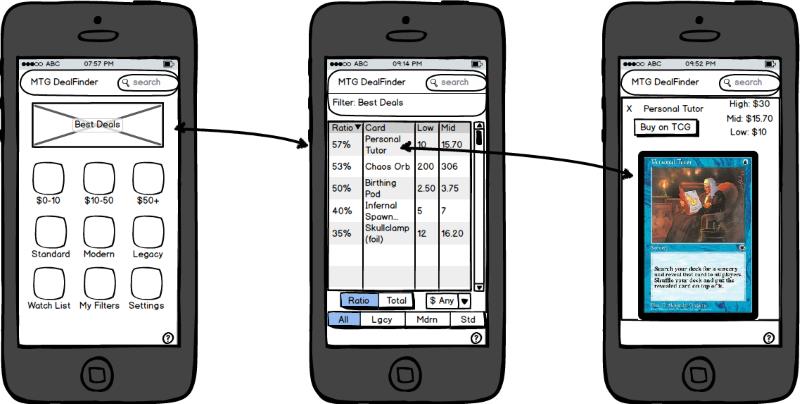 ●●●○○ ABC 07:57 PM
MTG DealFinder search
Best Deals
$0-10 $10-50 $50+
Standard Modern Legacy
Watch List My Filters Settings
?
●●●○○ ABC 09:14 PM
MTG DealFinder search
Filter: Best Deals
Ratio▼ Card Low Mid
57% Personal Tutor 10 15.70
53% Chaos Orb 200 306
50% Birthing Pod 2.50 3.75
40% Infernal Spawn... 5 7
35% Skullclamp (foil) 12 16.20
Ratio Total $ Any ▼
All Lgcy Mdrn Std
?
●●●○○ ABC 09:52 PM
MTG DealFinder search
X Personal Tutor
High: $30
Mid: $15.70
Low: $10
Buy on TCG
Personal Tutor
Sorcery
Search your deck for a sorcery
and reveal that card to all players.
Shuffle your deck and put the
revealed card on top of it.
?